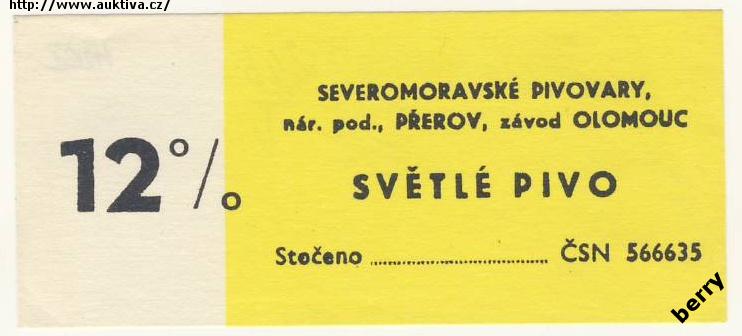 http://www.auktiva.cz/
12%
SEVEROMORAVSKÉ PIVOVARY,
nár. pod., PŘEROV, závod OLOMOUC
SVĚTLÉ PIVO
Stočeno ........................ ČSN 566635
berry